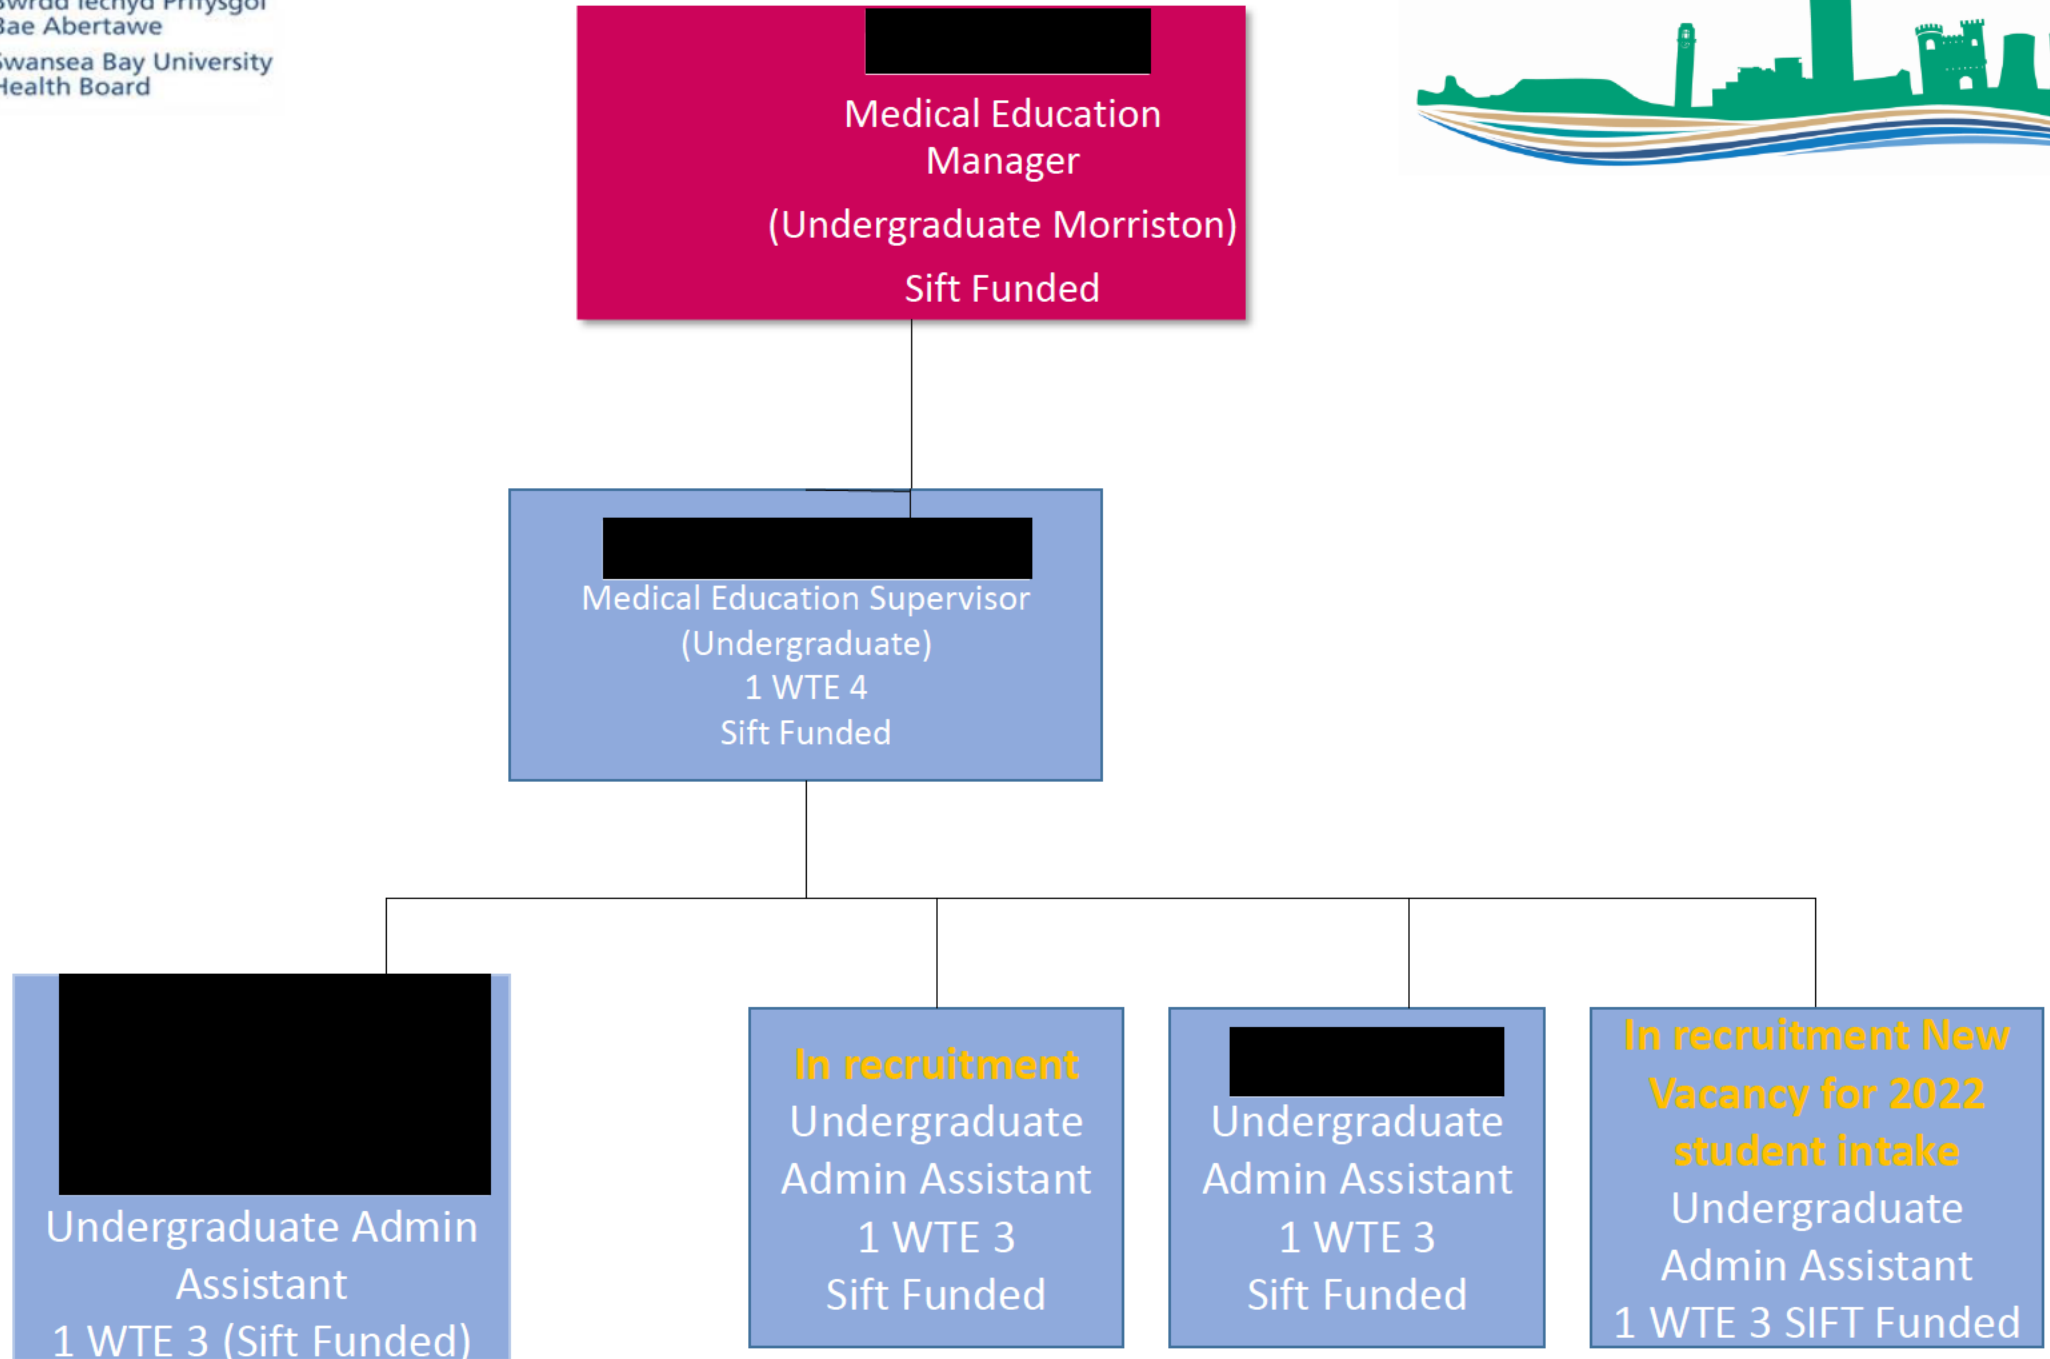 Bwrdd Iechyd Prifysgol
Bae Abertawe
Swansea Bay University
Health Board
Medical Education
Manager
(Undergraduate Morriston)
Sift Funded
Medical Education Supervisor
(Undergraduate)
1 WTE 4
Sift Funded
Undergraduate Admin
Assistant
1 WTE 3 (Sift Funded)
In recruitment
Undergraduate
Admin Assistant
1 WTE 3
Sift Funded
Undergraduate
Admin Assistant
1 WTE 3
Sift Funded
In recruitment New
Vacancy for 2022
student intake
Undergraduate
Admin Assistant
1 WTE 3 SIFT Funded